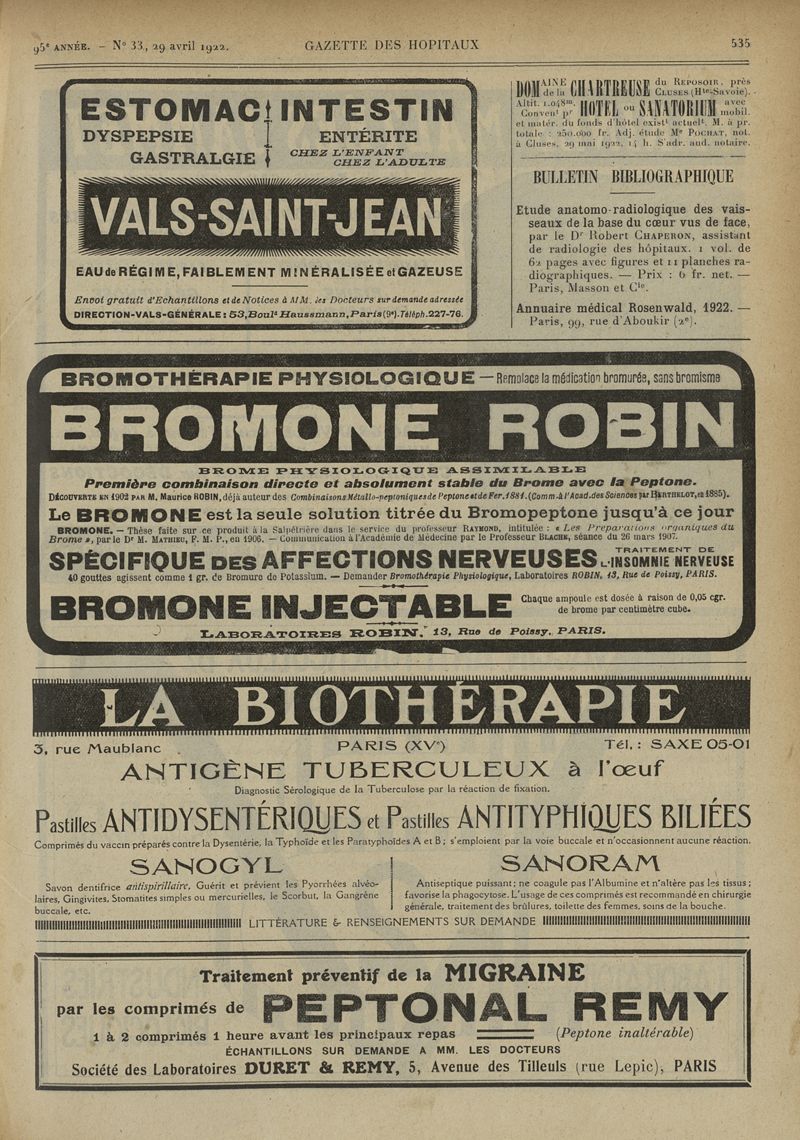 95e ANNÉE. — N° 33, 29 avril 1922. GAZETTE DES HOPITAUX 535
ESTOMAC INTESTIN
DYSPEPSIE ENTÉRITE
GASTRALGIE CHEZ L'ENFANT
CHEZ L'ADULTE
VALS-SAINT-JEAN
EAU de RÉGIME, FAIBLEMENT MINÉRALISÉE et GAZEUSE
Envoi gratuit d'Echantillons et de Notices à MM. les Docteurs sur demande adressée
DIRECTION-VALS-GÉNÉRALE: 53, Boul<sup>d</sup> Haussmann, Paris (9e). Téléph. 227-76.
DOMAINE de la CHARTREUSE du REPOSOIR, près CLUSES (Hte-Savoie).
Altit. 1.048m. Convent pr HOTEL ou SANATORIUM avec mobil.
et matér. du fonds d'hôtel existt actuelt. M. à pr.
totale : 250.000 fr. Adj. étude Me POCHAT, not.
à Cluses, 29 mai 1922, 14 h. S'adr. aud. notaire.
BULLETIN BIBLIOGRAPHIQUE
Etude anatomo-radiologique des vais-
seaux de la base du cœur vus de face,
par le Dr Robert CHAPERON, assistant
de radiologie des hôpitaux. 1 vol. de
62 pages avec figures et 11 planches ra-
diographiques. — Prix : 6 fr. net. —
Paris, Masson et Cie.
Annuaire médical Rosenwald, 1922. —
Paris, 99, rue d'Aboukir (2e).
BROMOTHÉRAPIE PHYSIOLOGIQUE — Remplace la médication bromurée, sans bromisme
BROMONE ROBIN
BROME PHYSIOLOGIQUE ASSIMILABLE
Première combinaison directe et absolument stable du Brome avec la Peptone.
DÉCOUVERTE EN 1902 PAR M. Maurice ROBIN, déjà auteur des Combinaisons Métallo-peptoniques de Peptone et de Fer. 1881. (Comm. à l'Acad. des Sciences par BERTHELOT, en 1885).
Le BROMONE est la seule solution titrée du Bromopeptone jusqu'à ce jour
BROMONE. — Thèse faite sur ce produit à la Salpêtrière dans le service du professeur RAYMOND, intitulée : « Les Préparations organiques du
Brome », par le Dr M. MATHIEU, F. M. P., en 1906. — Communication à l'Académie de Médecine par le Professeur BLACHE, séance du 26 mars 1907.
SPÉCIFIQUE DES AFFECTIONS NERVEUSES TRAITEMENT DE L'INSOMNIE NERVEUSE
40 gouttes agissent comme 1 gr. de Bromure de Potassium. — Demander Bromothérapie Physiologique, Laboratoires ROBIN, 13, Rue de Poissy, PARIS.
BROMONE INJECTABLE Chaque ampoule est dosée à raison de 0,05 cgr.
de brome par centimètre cube.
LABORATOIRES ROBIN, 13, Rue de Poissy, PARIS.
LA BIOTHÉRAPIE
3, rue Maublanc PARIS (XVe) Tél. : SAXE 05-01
ANTIGÈNE TUBERCULEUX à l'œuf
Diagnostic Sérologique de la Tuberculose par la réaction de fixation.
Pastilles ANTIDYSENTÉRIQUES et Pastilles ANTITYPHIQUES BILIÉES
Comprimés du vaccin préparés contre la Dysentérie, la Typhoïde et les Paratyphoïdes A et B ; s'emploient par la voie buccale et n'occasionnent aucune réaction.
SANOGYL
Savon dentifrice antispirillaire, Guérit et prévient les Pyorrhées alvéo-
laires, Gingivites, Stomatites simples ou mercurielles, le Scorbut, la Gangrène
buccale, etc.
SANORAM
Antiseptique puissant ; ne coagule pas l'Albumine et n'altère pas les tissus ;
favorise la phagocytose. L'usage de ces comprimés est recommandé en chirurgie
générale, traitement des brûlures, toilette des femmes, soins de la bouche.
LITTÉRATURE & RENSEIGNEMENTS SUR DEMANDE
Traitement préventif de la MIGRAINE
par les comprimés de PEPTONAL REMY
1 à 2 comprimés 1 heure avant les principaux repas (Peptone inaltérable)
ÉCHANTILLONS SUR DEMANDE A MM. LES DOCTEURS
Société des Laboratoires DURET & REMY, 5, Avenue des Tilleuls (rue Lepic), PARIS